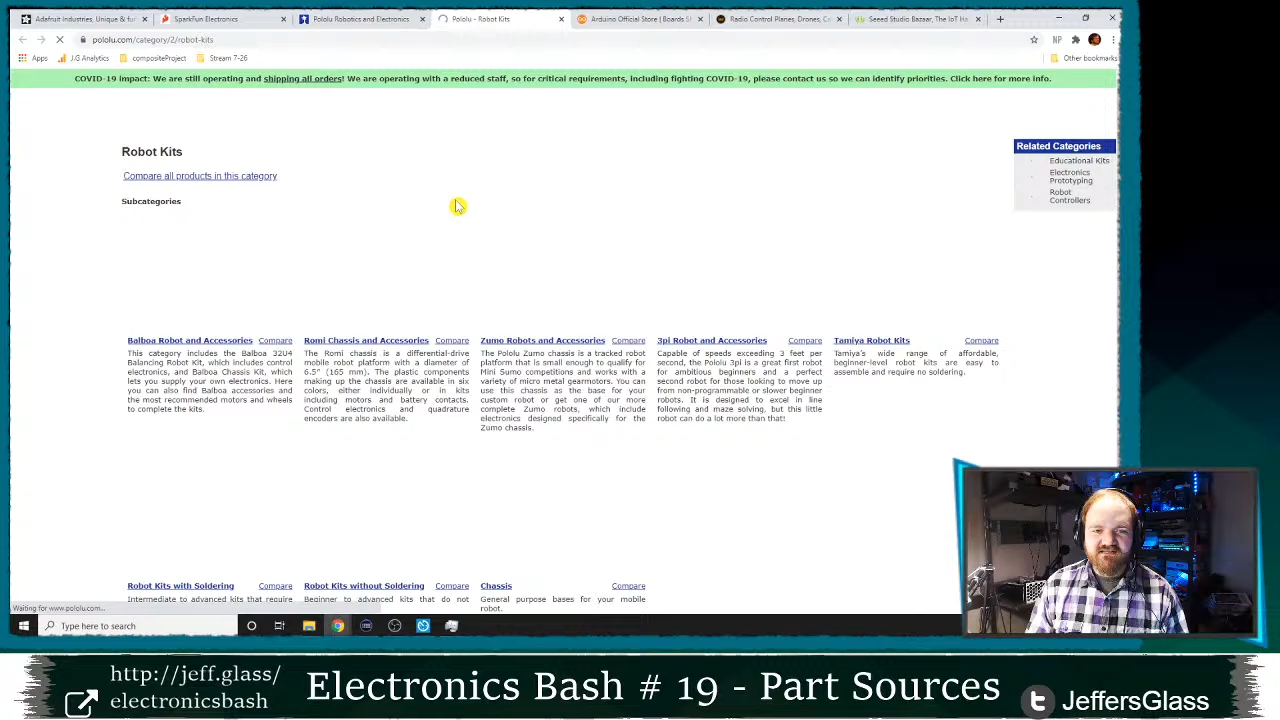 Adafruit Industries, Unique & fu
SparkFun Electronics
Pololu Robotics and Electronics
Pololu - Robot Kits
Arduino Official Store | Boards Sh
Radio Control Planes, Drones, Ca
Seeed Studio Bazaar, The IoT Ha
pololu.com/category/2/robot-kits
NP
Apps
J.G Analytics
compositeProject
Stream 7-26
Other bookmarks
COVID-19 impact: We are still operating and shipping all orders! We are operating with a reduced staff, so for critical requirements, including fighting COVID-19, please contact us so we can identify priorities. Click here for more info.
Robot Kits
Compare all products in this category
Subcategories
Related Categories
Educational Kits
Electronics
Prototyping
Robot
Controllers
Balboa Robot and Accessories Compare
This category includes the Balboa 32U4
Balancing Robot Kit, which includes control
electronics, and Balboa Chassis Kit, which
lets you supply your own electronics. Here
you can also find Balboa accessories and
the most recommended motors and wheels
to complete the kits.
Romi Chassis and Accessories Compare
The Romi chassis is a differential-drive
mobile robot platform with a diameter of
6.5" (165 mm). The plastic components
making up the chassis are available in six
colors, either individually or in kits
including motors and battery contacts.
Control electronics and quadrature
encoders are also available.
Zumo Robots and Accessories Compare
The Pololu Zumo chassis is a tracked robot
platform that is small enough to qualify for
Mini Sumo competitions and works with a
variety of micro metal gearmotors. You can
use this chassis as the base for your
custom robot or get one of our more
complete Zumo robots, which include
electronics designed specifically for the
Zumo chassis.
3pi Robot and Accessories Compare
Capable of speeds exceeding 3 feet per
second, the Pololu 3pi is a great first robot
for ambitious beginners and a perfect
second robot for those looking to move up
from non-programmable or slower beginner
robots. It is designed to excel in line
following and maze solving, but this little
robot can do a lot more than that!
Tamiya Robot Kits Compare
Tamiya's wide range of affordable,
beginner-level robot kits are easy to
assemble and require no soldering.
Robot Kits with Soldering Compare
Intermediate to advanced kits that require
Robot Kits without Soldering Compare
Beginner to advanced kits that do not
Chassis Compare
General purpose bases for your mobile
robot.
Waiting for www.pololu.com...
Type here to search
http://jeff.glass/
electronicsbash
Electronics Bash # 19 - Part Sources
JeffersGlass